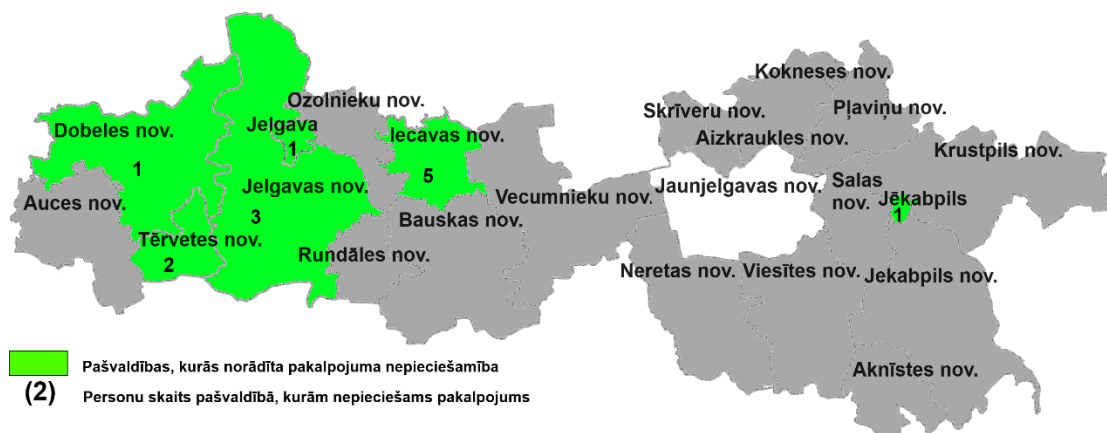 Kokneses nov.
Ozolnieku nov.
Skrīveru nov.
Pļaviņu nov.
Dobeles nov.
Jelgava
Iecavas nov.
Aizkraukles nov.
1
1
Krustpils nov.
5
Jelgavas nov.
Vecumnieku nov.
Jaunjelgavas nov.
Salas
nov.
Jēkabpils
Auces nov.
3
Bauskas nov.
1
Tērvetes nov.
2
Rundāles nov.
Neretas nov.
Viesītes nov.
Jekabpils nov.
Pašvaldības, kurās norādīta pakalpojuma nepieciešamība
Aknīstes nov.
(2)
Personu skaits pašvaldībā, kurām nepieciešams pakalpojums